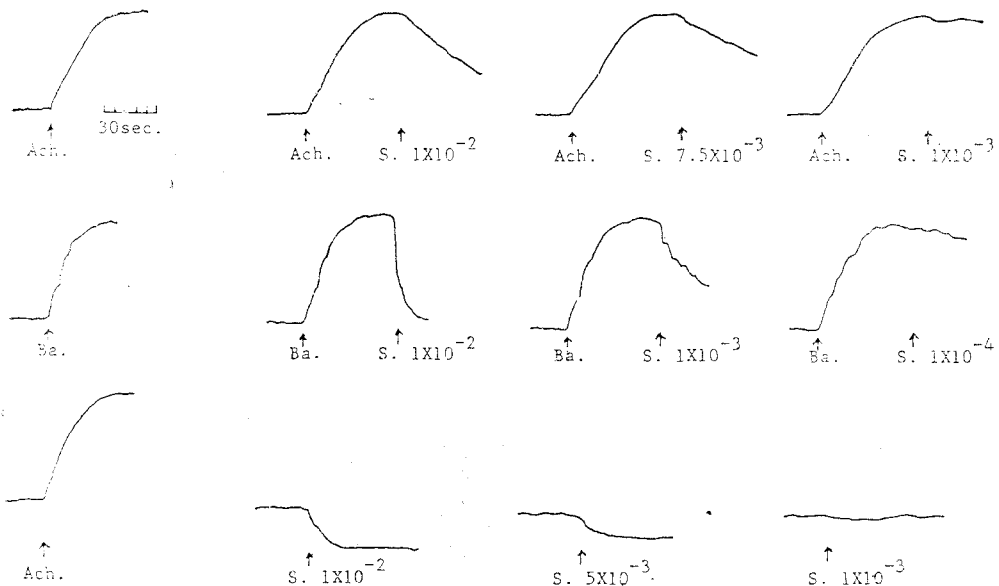 30sec.
Ach. Ach. S. 1X10⁻² Ach. S. 7.5X10⁻³ Ach. S. 1X10⁻³
Ba. Ba. S. 1X10⁻² Ba. S. 1X10⁻³ Ba. S. 1X10⁻⁴
Ach. S. 1X10⁻² S. 5X10⁻³. S. 1X10⁻³